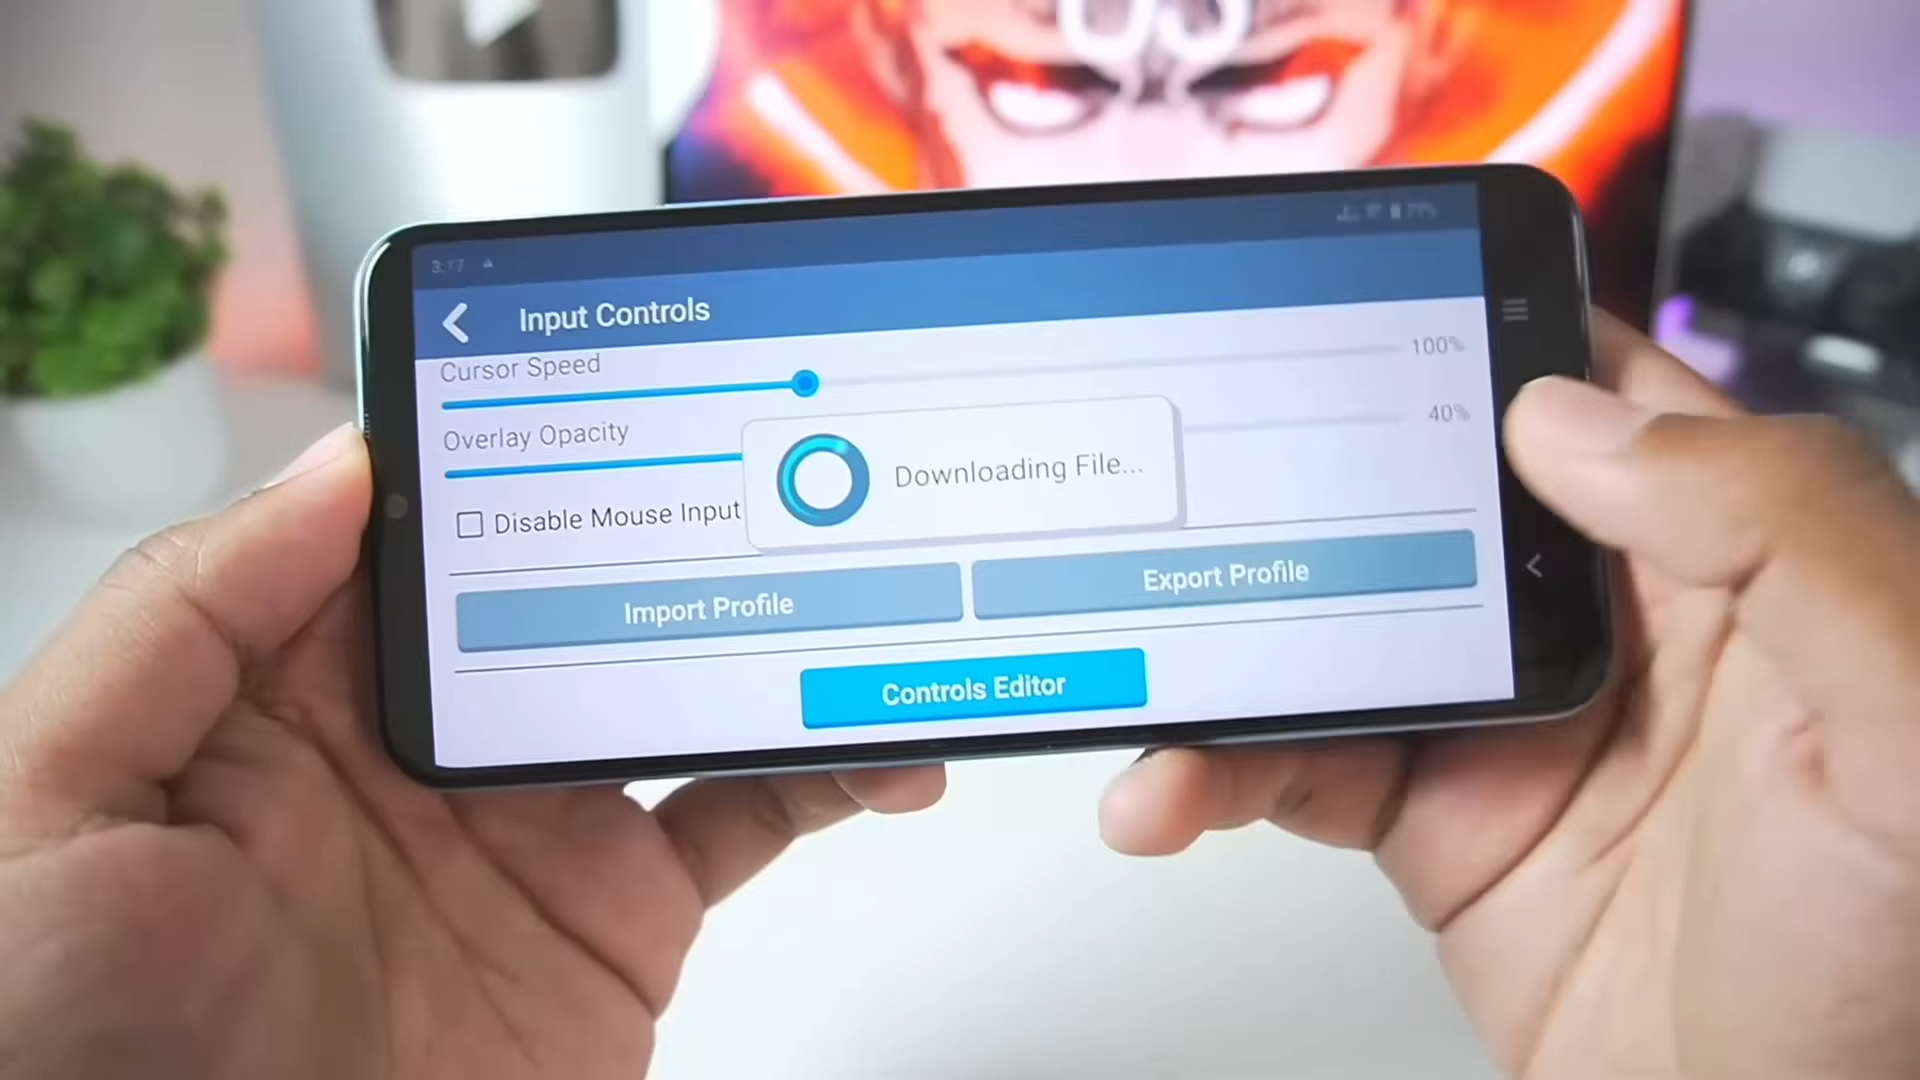 3:17
77%
Input Controls
Cursor Speed
100%
Overlay Opacity
40%
Downloading File...
Disable Mouse Input
Import Profile
Export Profile
Controls Editor